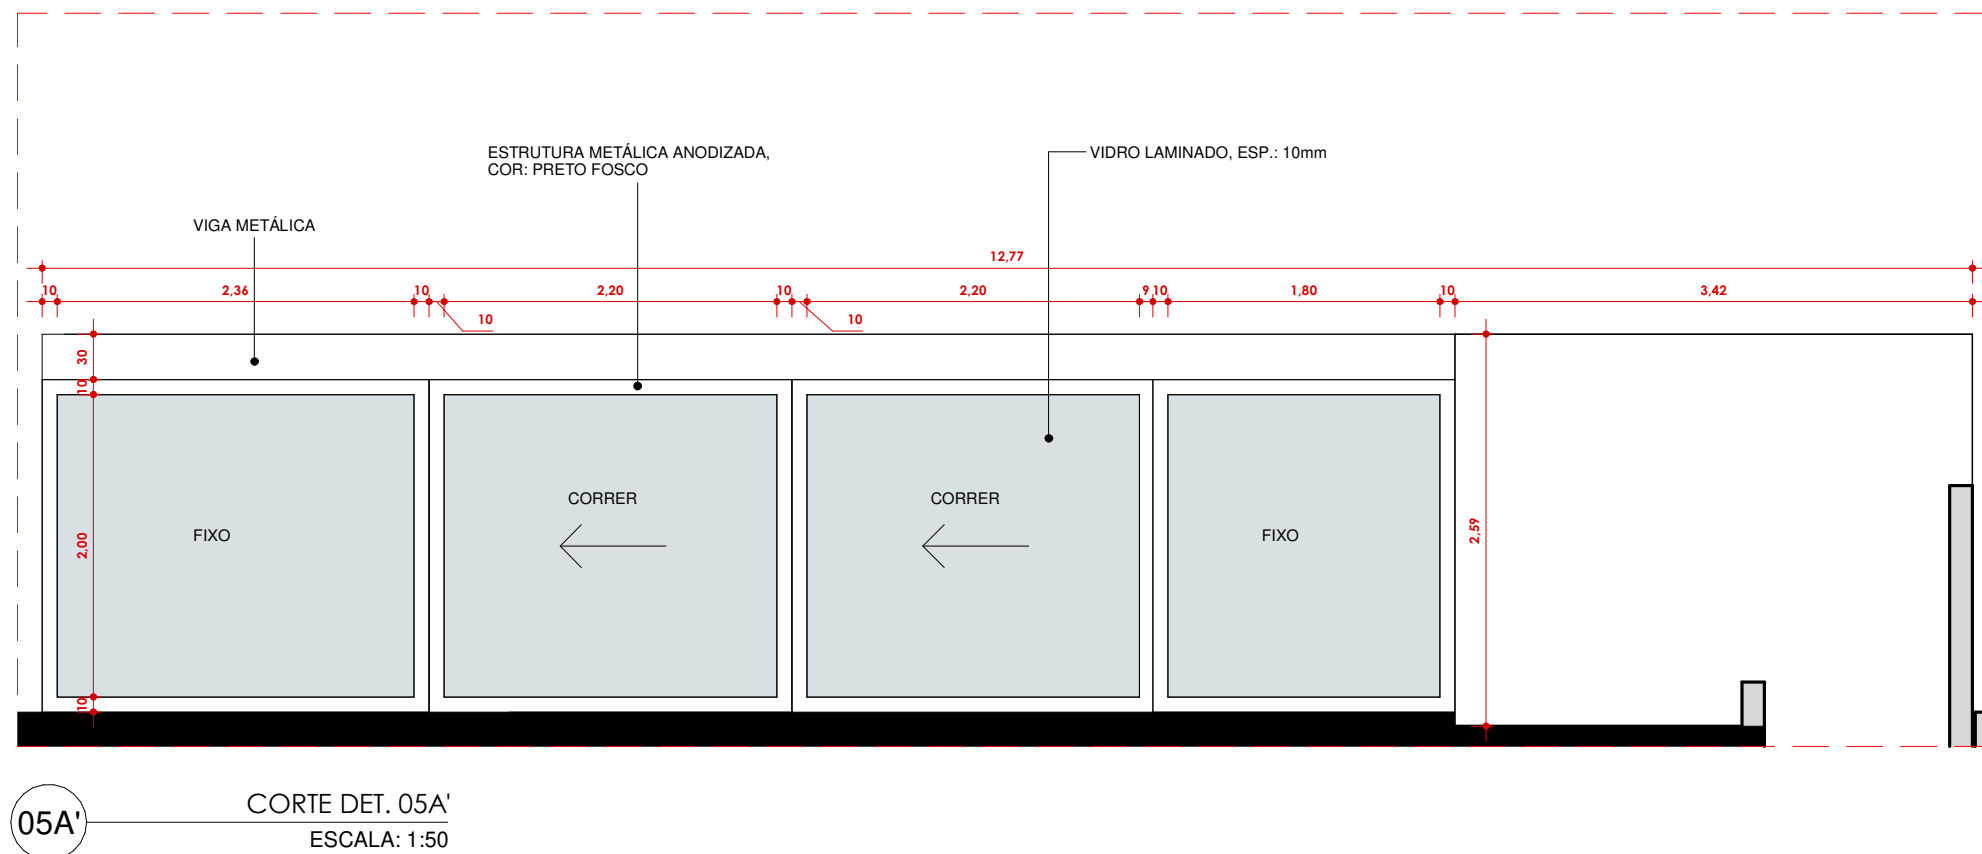 ESTRUTURA METÁLICA ANODIZADA,
COR: PRETO FOSCO
VIDRO LAMINADO, ESP.: 10mm
VIGA METÁLICA
12,77
10 2,36 10 2,20 10 2,20 9 10 1,80 10 3,42
10 10
30
10
2,00
10
2,59
CORRER CORRER
FIXO FIXO
05A'
CORTE DET. 05A'
ESCALA: 1:50